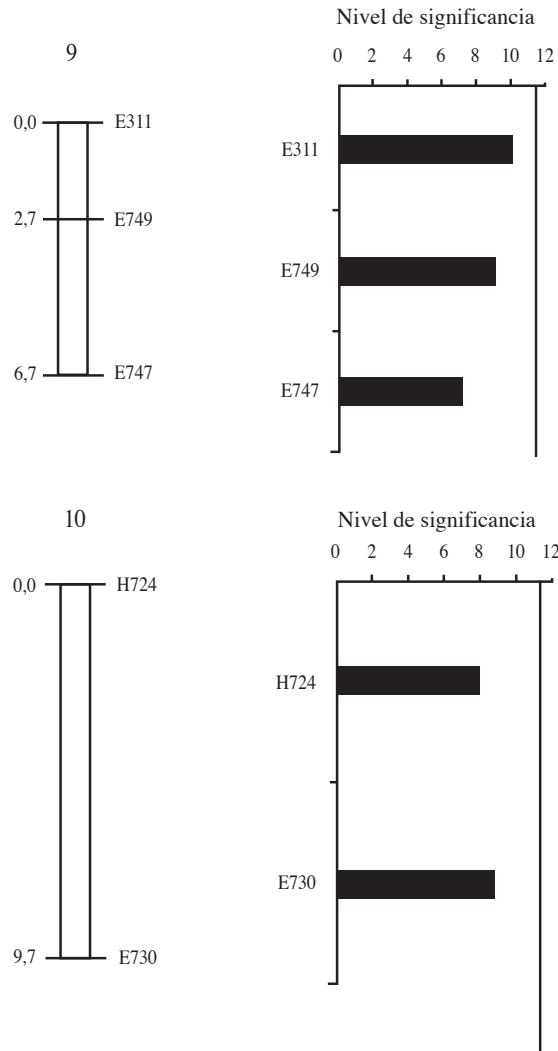 Nivel de significancia
9
0 2 4 6 8 10 12
0,0 E311
E311
2,7 E749
E749
6,7 E747
E747
10
Nivel de significancia
0 2 4 6 8 10 12
0,0 H724
H724
E730
9,7 E730